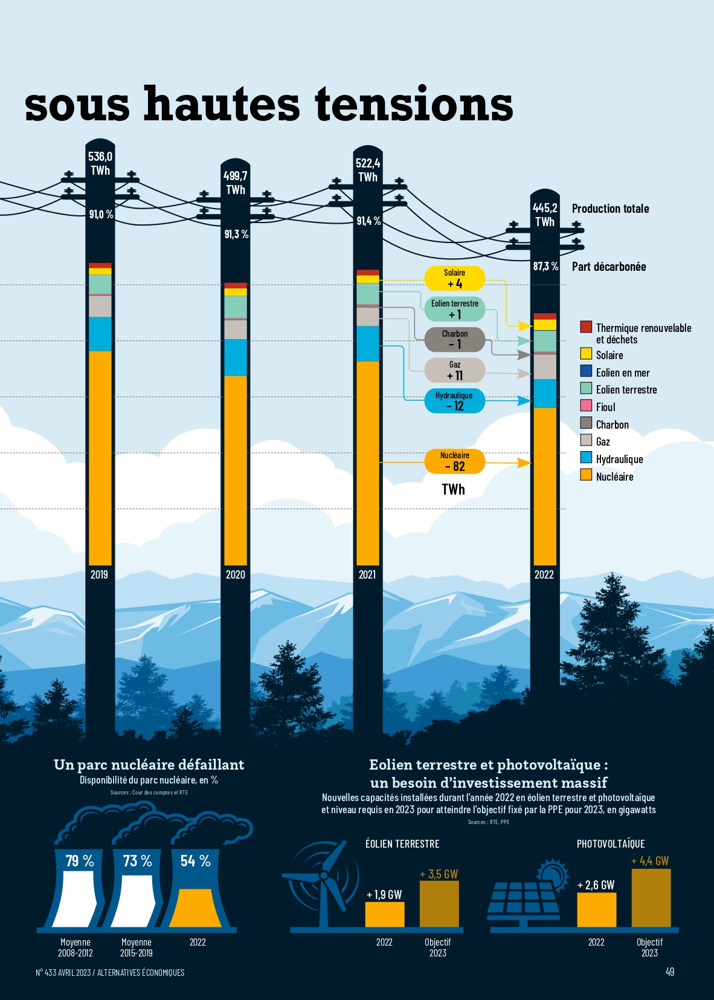 sous hautes tensions
536,0
TWh
91,0 %
499,7
TWh
91,3 %
522,4
TWh
91,4 %
445,2
TWh
87,3 %
Production totale
Part décarbonée
Solaire
+ 4
Eolien terrestre
+ 1
Charbon
– 1
Gaz
+ 11
Hydraulique
– 12
Nucléaire
– 82
TWh
Thermique renouvelable
et déchets
Solaire
Eolien en mer
Eolien terrestre
Fioul
Charbon
Gaz
Hydraulique
Nucléaire
2019
2020
2021
2022
Un parc nucléaire défaillant
Disponibilité du parc nucléaire, en %
Sources : Cour des comptes et RTE
79 %
73 %
54 %
Moyenne
2008-2012
Moyenne
2015-2019
2022
Eolien terrestre et photovoltaïque :
un besoin d’investissement massif
Nouvelles capacités installées durant l’année 2022 en éolien terrestre et photovoltaïque
et niveau requis en 2023 pour atteindre l’objectif fixé par la PPE pour 2023, en gigawatts
Sources : RTE, PPE
ÉOLIEN TERRESTRE
+ 1,9 GW
+ 3,5 GW
2022
Objectif
2023
PHOTOVOLTAÏQUE
+ 2,6 GW
+ 4,4 GW
2022
Objectif
2023
N° 433 AVRIL 2023 / ALTERNATIVES ÉCONOMIQUES
49